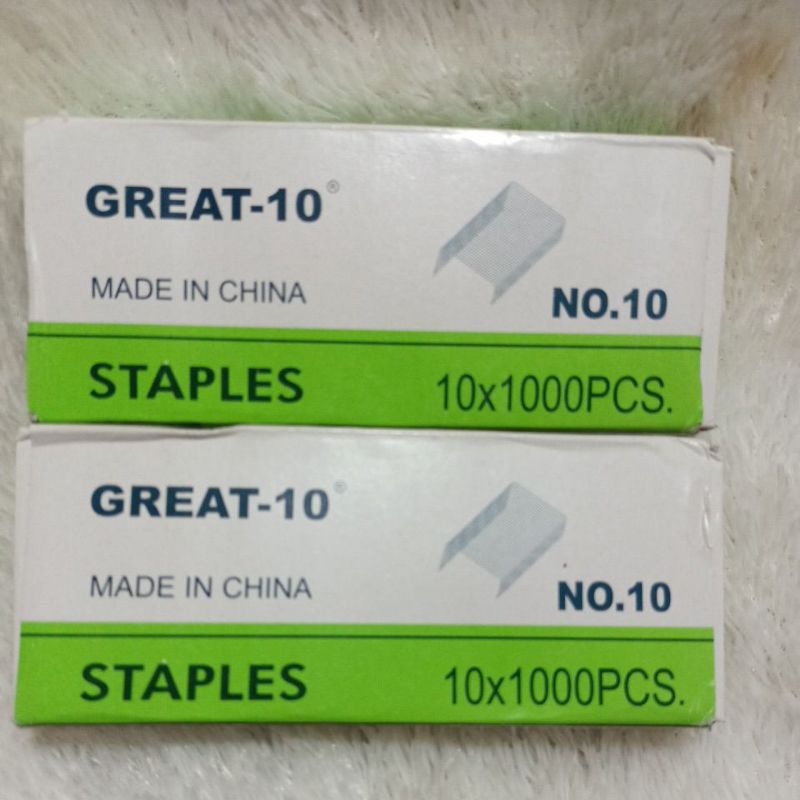 GREAT-10®
MADE IN CHINA
NO.10
STAPLES 10x1000PCS.
GREAT-10®
MADE IN CHINA
NO.10
STAPLES 10x1000PCS.